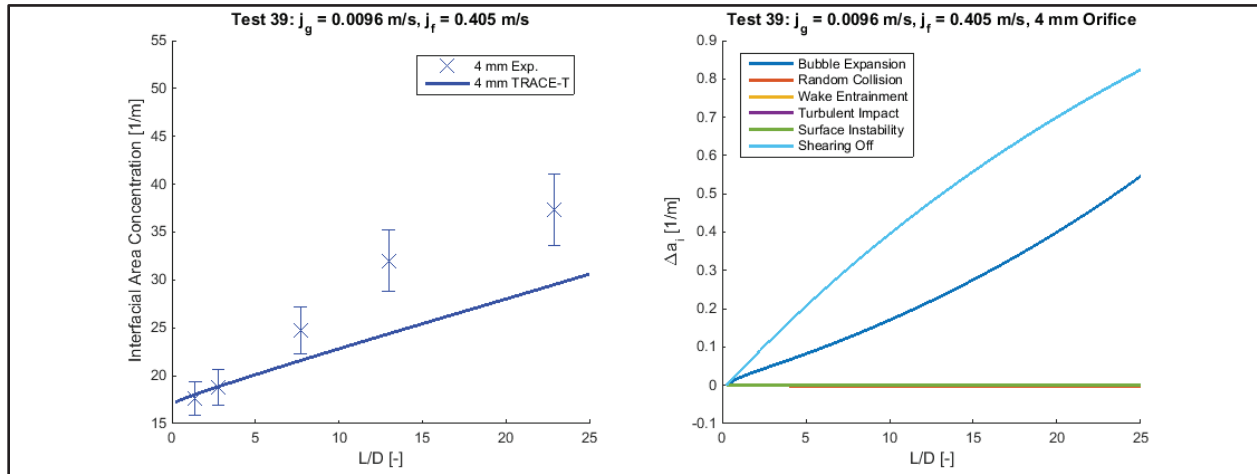 Test 39: jg = 0.0096 m/s, jf = 0.405 m/s
55
50
45
40
35
30
25
20
15
0
5
10
15
20
25
Interfacial Area Concentration [1/m]
L/D [-]
4 mm Exp.
4 mm TRACE-T
Test 39: jg = 0.0096 m/s, jf = 0.405 m/s, 4 mm Orifice
0.9
0.8
0.7
0.6
0.5
0.4
0.3
0.2
0.1
0
-0.1
0
5
10
15
20
25
Δai [1/m]
L/D [-]
Bubble Expansion
Random Collision
Wake Entrainment
Turbulent Impact
Surface Instability
Shearing Off